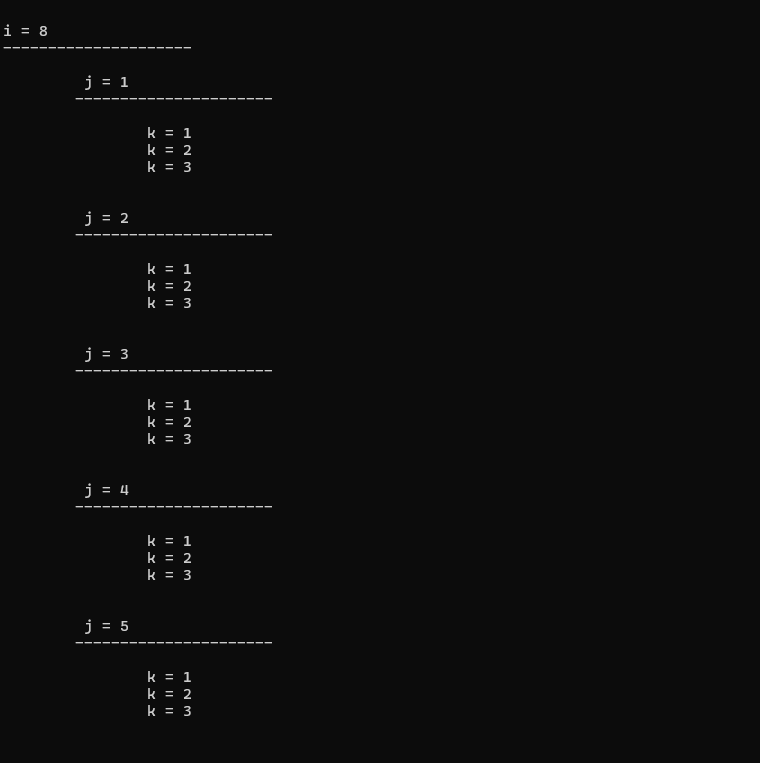 i = 8
---------------------
j = 1
----------------------
k = 1
k = 2
k = 3
j = 2
----------------------
k = 1
k = 2
k = 3
j = 3
----------------------
k = 1
k = 2
k = 3
j = 4
----------------------
k = 1
k = 2
k = 3
j = 5
----------------------
k = 1
k = 2
k = 3